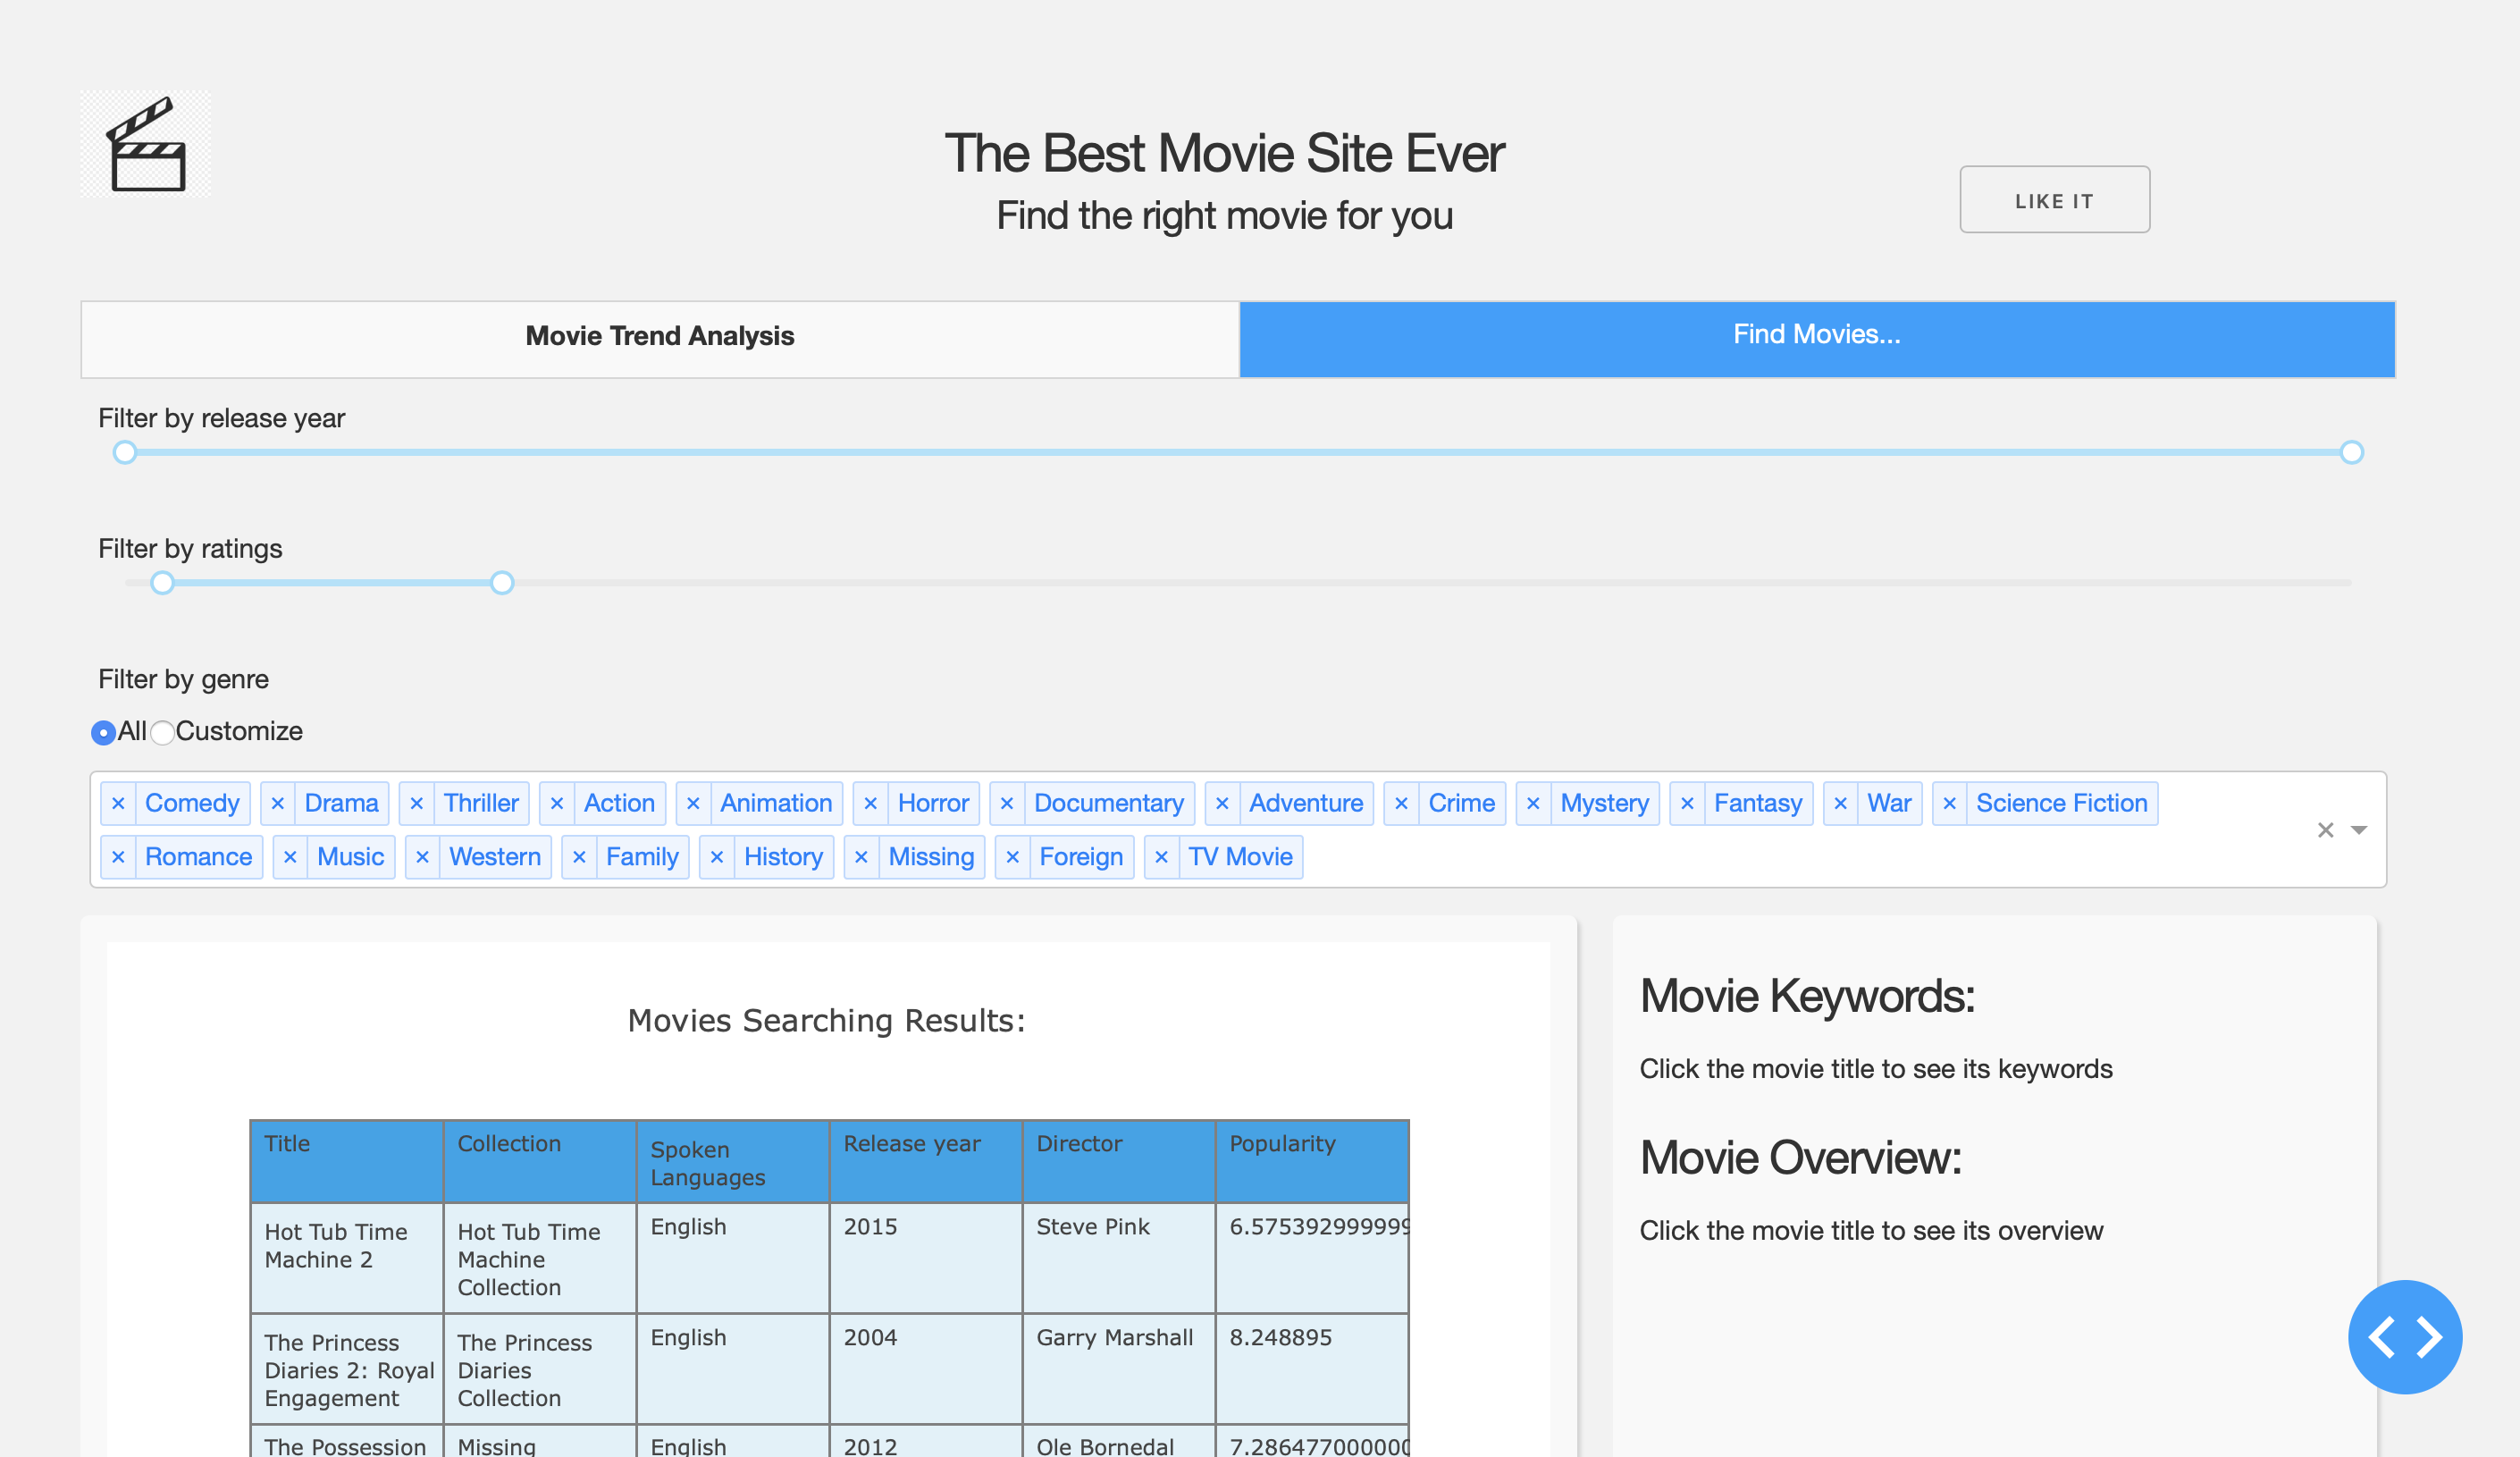 The Best Movie Site Ever
Find the right movie for you
LIKE IT
Movie Trend Analysis
Find Movies...
Filter by release year
Filter by ratings
Filter by genre
All Customize
× Comedy × Drama × Thriller × Action × Animation × Horror × Documentary × Adventure × Crime × Mystery × Fantasy × War × Science Fiction
× Romance × Music × Western × Family × History × Missing × Foreign × TV Movie
Movies Searching Results:
Title Collection Spoken Languages Release year Director Popularity
Hot Tub Time Machine 2 Hot Tub Time Machine Collection English 2015 Steve Pink 6.575392999999
The Princess Diaries 2: Royal Engagement The Princess Diaries Collection English 2004 Garry Marshall 8.248895
The Possession Missing English 2012 Ole Bornedal 7.286477000000
Movie Keywords:
Click the movie title to see its keywords
Movie Overview:
Click the movie title to see its overview